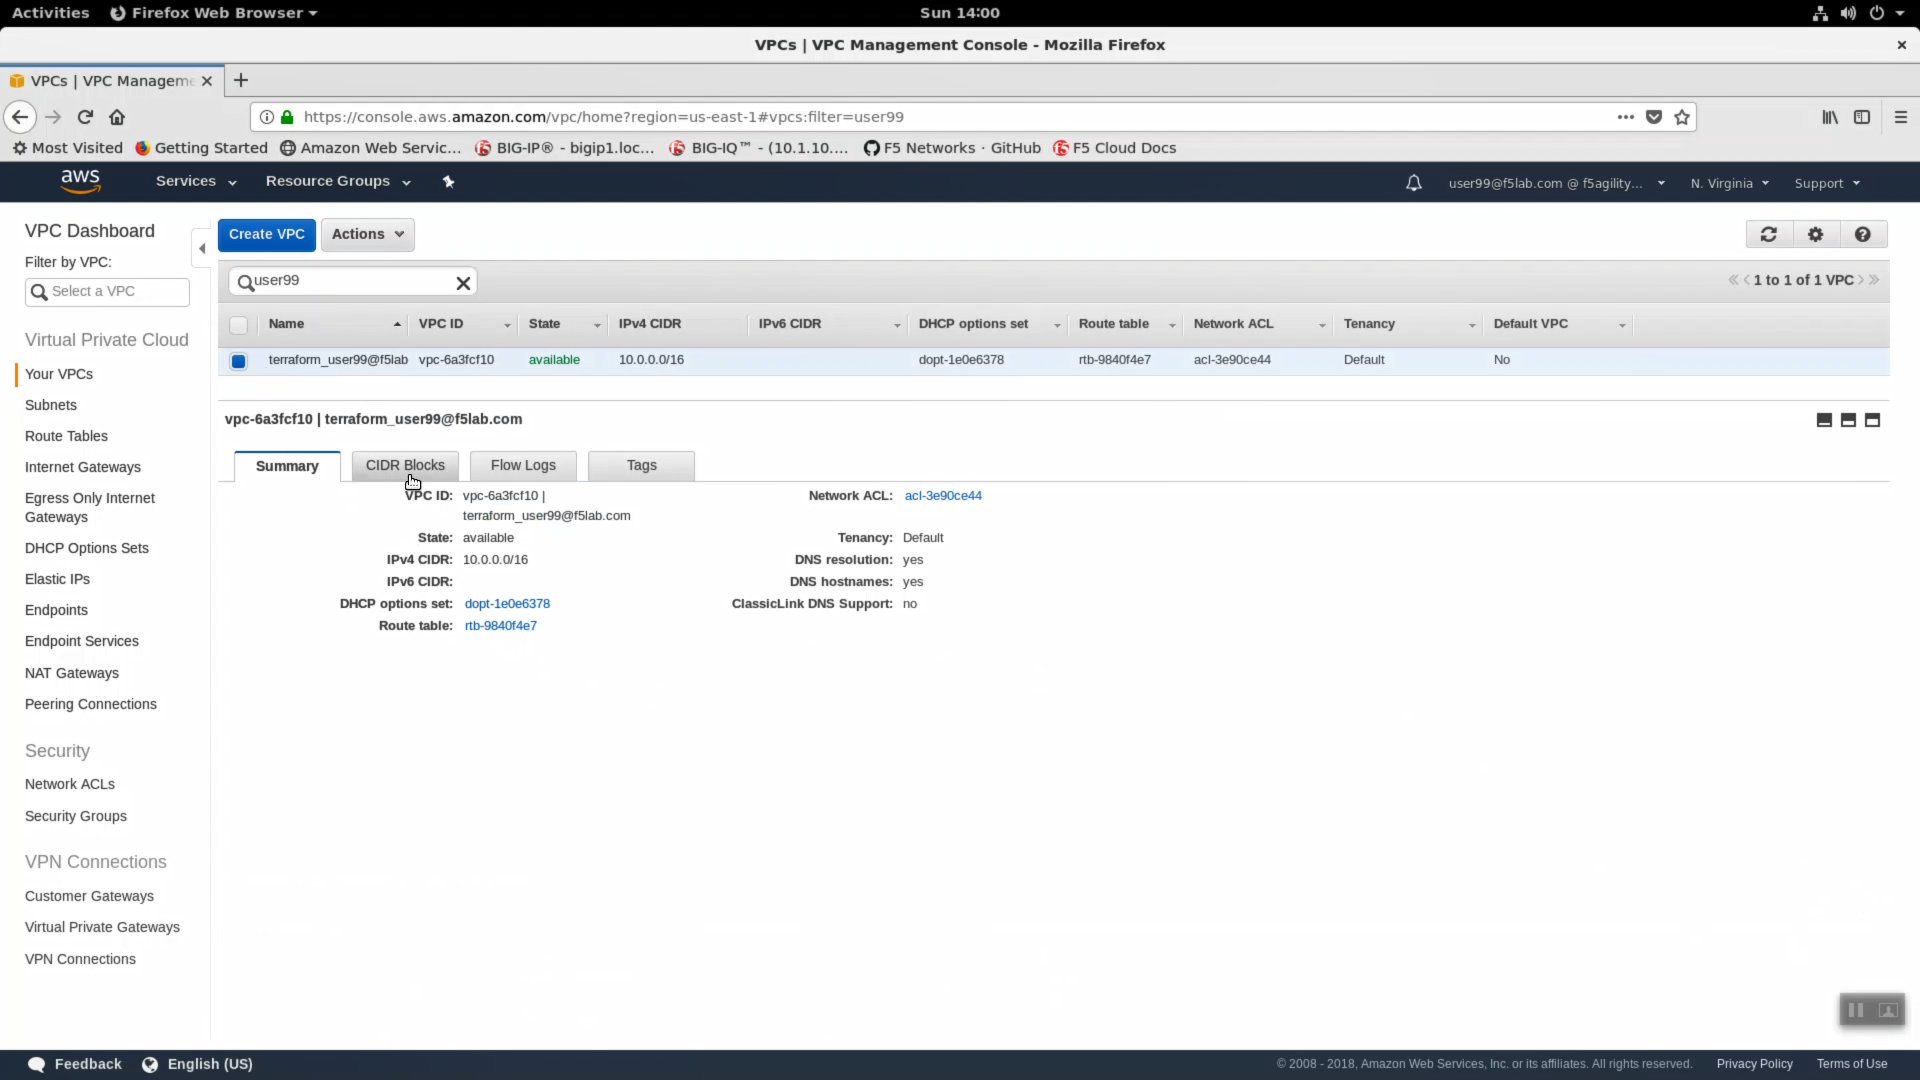 Activities Firefox Web Browser Sun 14:00
VPCs | VPC Management Console - Mozilla Firefox
VPCs | VPC Manageme
https://console.aws.amazon.com/vpc/home?region=us-east-1#vpcs:filter=user99
Most Visited Getting Started Amazon Web Servic... BIG-IP® - bigip1.loc... BIG-IQ™ - (10.1.10.... F5 Networks · GitHub F5 Cloud Docs
aws Services Resource Groups user99@f5lab.com @ f5agility... N. Virginia Support
VPC Dashboard
Filter by VPC:
Select a VPC
Virtual Private Cloud
Your VPCs
Subnets
Route Tables
Internet Gateways
Egress Only Internet
Gateways
DHCP Options Sets
Elastic IPs
Endpoints
Endpoint Services
NAT Gateways
Peering Connections
Security
Network ACLs
Security Groups
VPN Connections
Customer Gateways
Virtual Private Gateways
VPN Connections
Create VPC Actions
user99 1 to 1 of 1 VPC
Name VPC ID State IPv4 CIDR IPv6 CIDR DHCP options set Route table Network ACL Tenancy Default VPC
terraform_user99@f5lab vpc-6a3fcf10 available 10.0.0.0/16 dopt-1e0e6378 rtb-9840f4e7 acl-3e90ce44 Default No
vpc-6a3fcf10 | terraform_user99@f5lab.com
Summary CIDR Blocks Flow Logs Tags
VPC ID: vpc-6a3fcf10 |
terraform_user99@f5lab.com
State: available
IPv4 CIDR: 10.0.0.0/16
IPv6 CIDR:
DHCP options set: dopt-1e0e6378
Route table: rtb-9840f4e7
Network ACL: acl-3e90ce44
Tenancy: Default
DNS resolution: yes
DNS hostnames: yes
ClassicLink DNS Support: no
Feedback English (US) © 2008 - 2018, Amazon Web Services, Inc. or its affiliates. All rights reserved. Privacy Policy Terms of Use